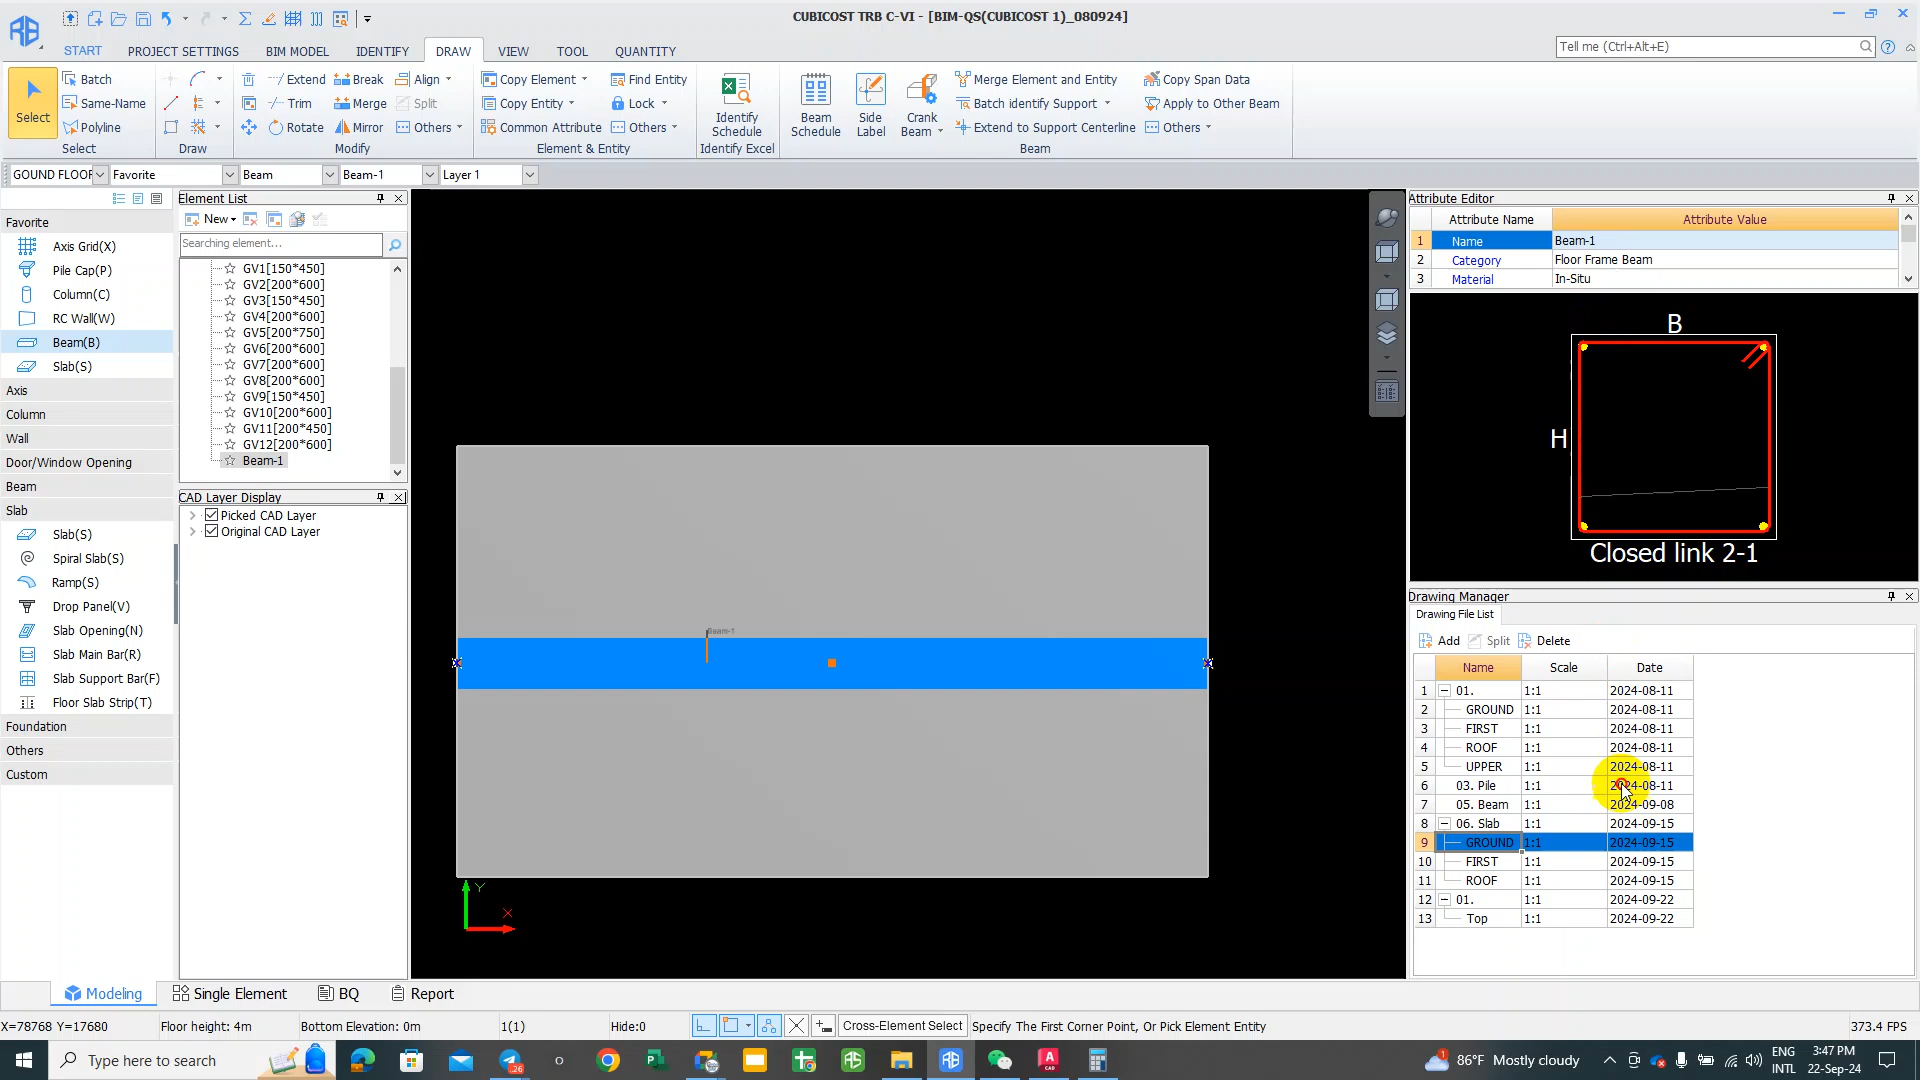 CUBICOST TRB C-VI - [BIM-QS(CUBICOST 1)_080924]
START PROJECT SETTINGS BIM MODEL IDENTIFY DRAW VIEW TOOL QUANTITY
Tell me (Ctrl+Alt+E)
Select
Batch
Same-Name
Polyline
Select
Draw
Extend Break Align
Trim Merge Split
Rotate Mirror Others
Modify
Copy Element Find Entity
Copy Entity Lock
Common Attribute Others
Element & Entity
Identify Schedule
Identify Excel
Beam Schedule
Side Label
Crank Beam
Merge Element and Entity Copy Span Data
Batch identify Support Apply to Other Beam
Extend to Support Centerline Others
Beam
GOUND FLOOR Favorite Beam Beam-1 Layer 1
Favorite
Axis Grid(X)
Pile Cap(P)
Column(C)
RC Wall(W)
Beam(B)
Slab(S)
Axis
Column
Wall
Door/Window Opening
Beam
Slab
Slab(S)
Spiral Slab(S)
Ramp(S)
Drop Panel(V)
Slab Opening(N)
Slab Main Bar(R)
Slab Support Bar(F)
Floor Slab Strip(T)
Foundation
Others
Custom
Element List
New
Searching element...
GV1[150*450]
GV2[200*600]
GV3[150*450]
GV4[200*600]
GV5[200*750]
GV6[200*600]
GV7[200*600]
GV8[200*600]
GV9[150*450]
GV10[200*600]
GV11[200*450]
GV12[200*600]
Beam-1
CAD Layer Display
Picked CAD Layer
Original CAD Layer
Beam-1
Y
X
Attribute Editor
Attribute Name Attribute Value
1 Name Beam-1
2 Category Floor Frame Beam
3 Material In-Situ
B
H
Closed link 2-1
Drawing Manager
Drawing File List
Add Split Delete
Name Scale Date
1 01. 1:1 2024-08-11
2 GROUND 1:1 2024-08-11
3 FIRST 1:1 2024-08-11
4 ROOF 1:1 2024-08-11
5 UPPER 1:1 2024-08-11
6 03. Pile 1:1 2024-08-11
7 05. Beam 1:1 2024-09-08
8 06. Slab 1:1 2024-09-15
9 GROUND 1:1 2024-09-15
10 FIRST 1:1 2024-09-15
11 ROOF 1:1 2024-09-15
12 01. 1:1 2024-09-22
13 Top 1:1 2024-09-22
Modeling Single Element BQ Report
X=78768 Y=17680 Floor height: 4m Bottom Elevation: 0m 1(1) Hide:0 Cross-Element Select Specify The First Corner Point, Or Pick Element Entity 373.4 FPS
Type here to search
86°F Mostly cloudy
ENG
INTL
3:47 PM
22-Sep-24